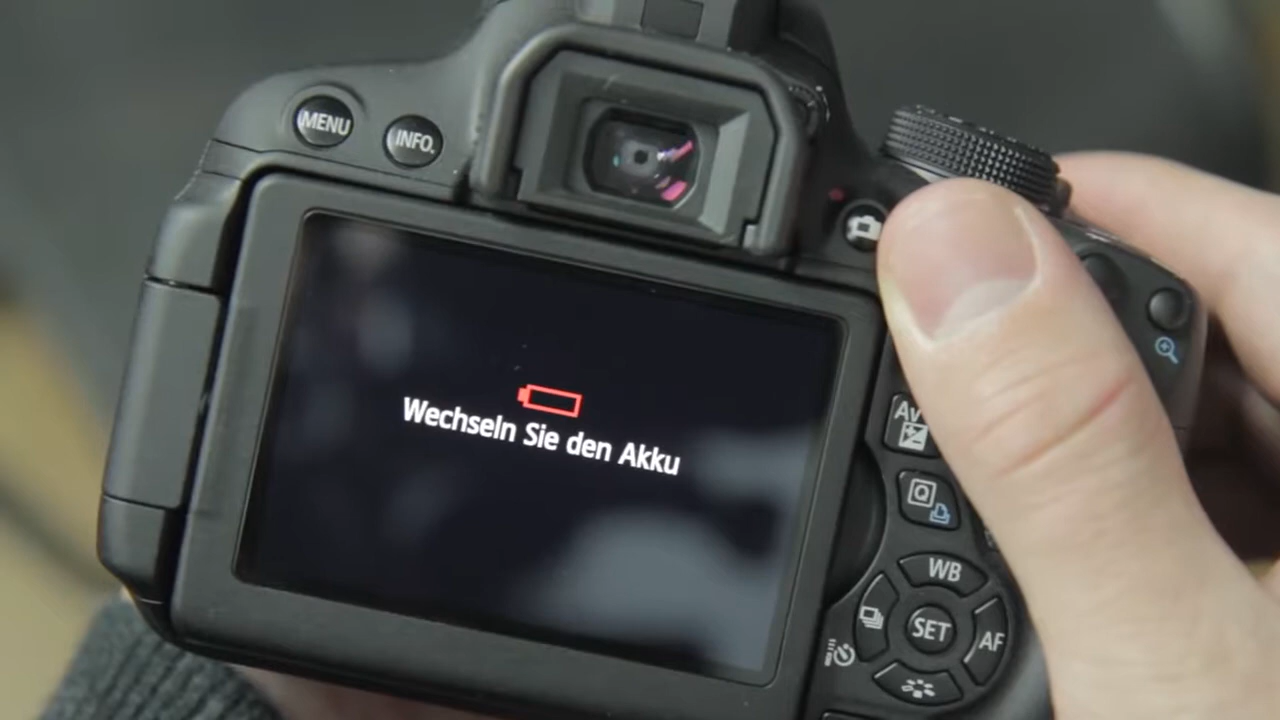 MENU
INFO.
Wechseln Sie den Akku
Av
Q
WB
SET
AF